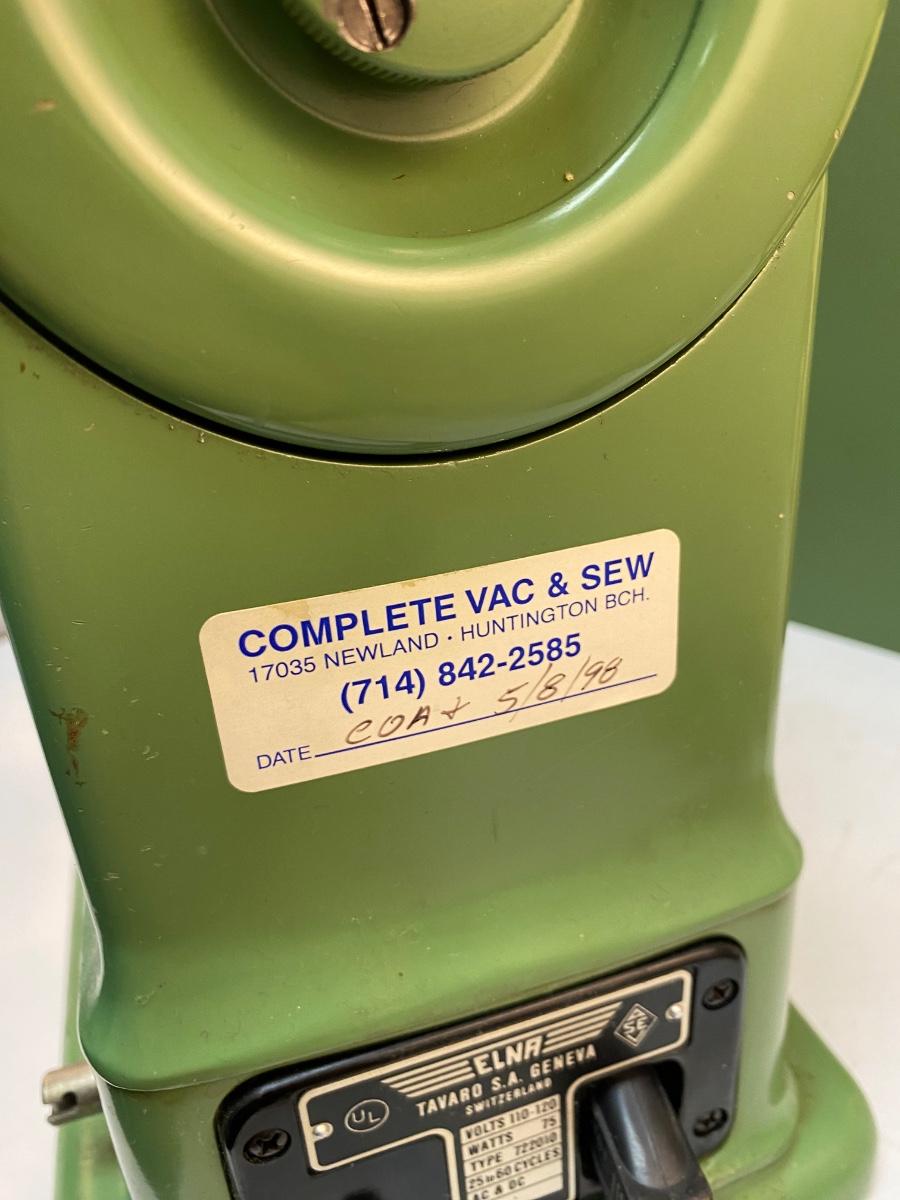 COMPLETE VAC & SEW
17035 NEWLAND • HUNTINGTON BCH.
(714) 842-2585
DATE COA+ 5/8/98
ELNA
TAVARO S.A. GENEVA
SWITZERLAND
UL
SE
VOLTS 110-120
WATTS 75
TYPE 722010
25 to 60 CYCLES
AC & DC